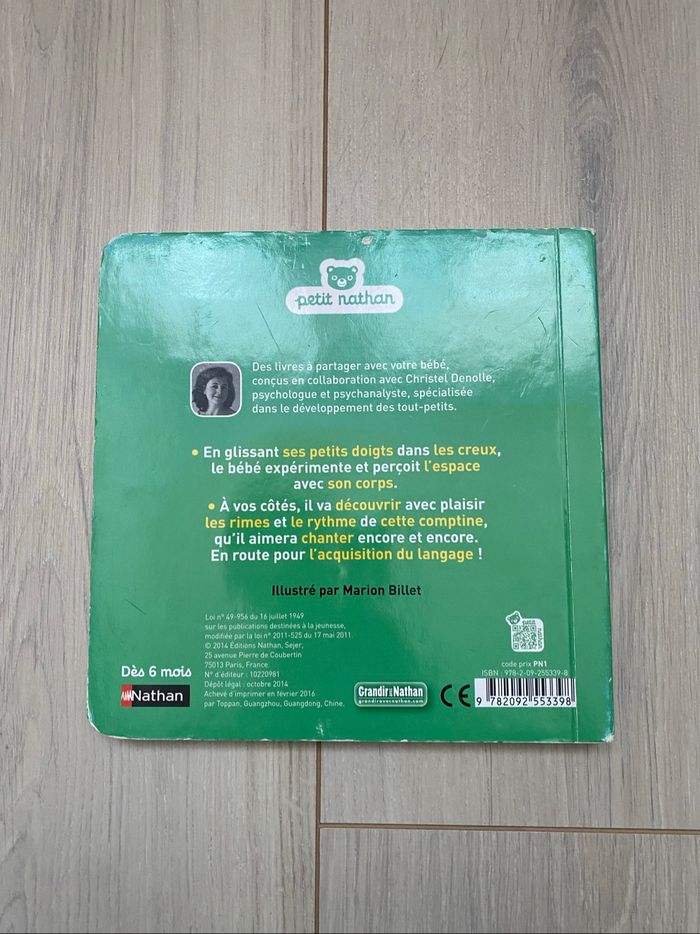 petit nathan
Des livres à partager avec votre bébé,
conçus en collaboration avec Christel Denolle,
psychologue et psychanalyste, spécialisée
dans le développement des tout-petits.
• En glissant ses petits doigts dans les creux,
le bébé expérimente et perçoit l'espace
avec son corps.
• À vos côtés, il va découvrir avec plaisir
les rimes et le rythme de cette comptine,
qu'il aimera chanter encore et encore.
En route pour l'acquisition du langage !
Illustré par Marion Billet
Loi n° 49-956 du 16 juillet 1949
sur les publications destinées à la jeunesse,
modifiée par la loi n° 2011-525 du 17 mai 2011.
© 2014 Éditions Nathan, Sejer,
25 avenue Pierre de Coubertin
75013 Paris, France.
N° d'éditeur : 10220981
Dépôt légal : octobre 2014
Achevé d'imprimer en février 2016
par Toppan, Guangzhou, Guangdong, Chine.
Dès 6 mois
Nathan
Grandir avec Nathan
grandiravecnathan.com
CE
petit nathan
code prix PN1
ISBN : 978-2-09-255339-8
9 782092 553398